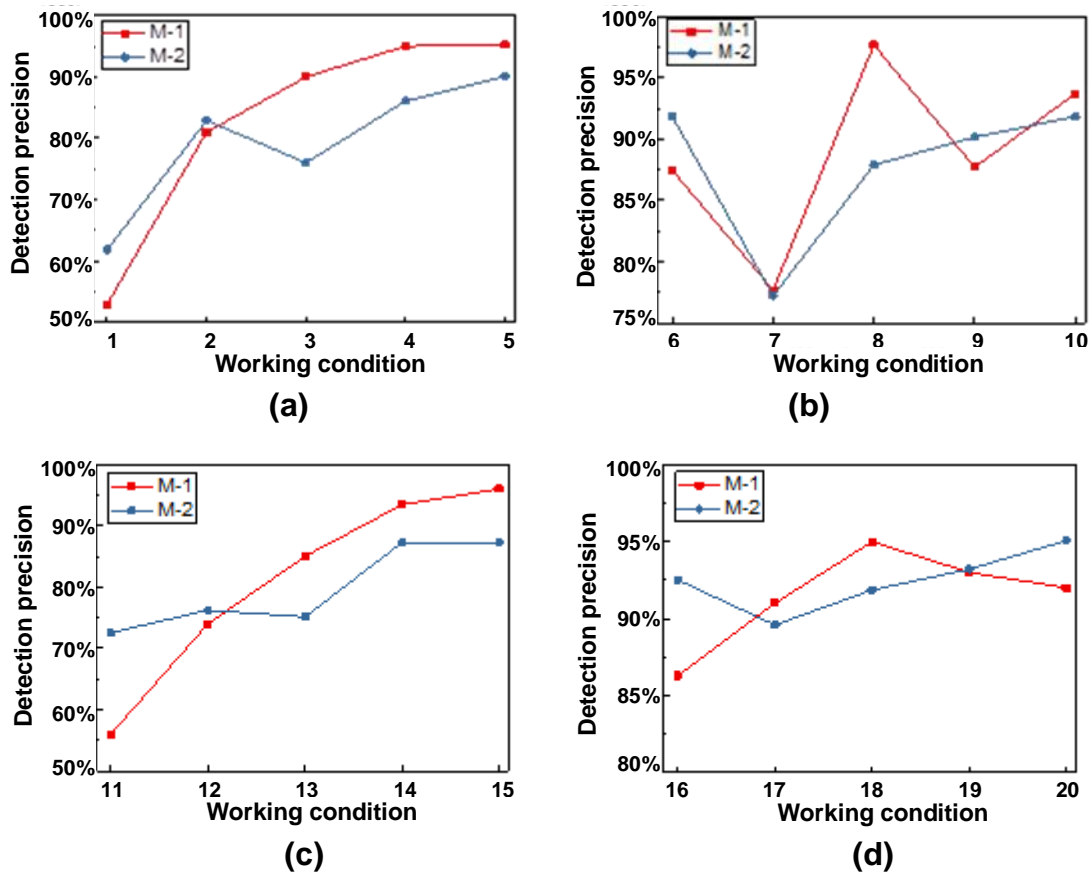 100%
90%
80%
70%
60%
50%
Detection precision
M-1
M-2
1 2 3 4 5
Working condition
(a)
100%
95%
90%
85%
80%
75%
Detection precision
M-1
M-2
6 7 8 9 10
Working condition
(b)
100%
90%
80%
70%
60%
50%
Detection precision
M-1
M-2
11 12 13 14 15
Working condition
(c)
100%
95%
90%
85%
80%
Detection precision
M-1
M-2
16 17 18 19 20
Working condition
(d)